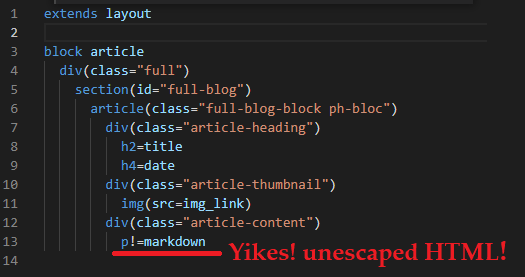 1 extends layout
2
3 block article
4 div(class="full")
5 section(id="full-blog")
6 article(class="full-blog-block ph-bloc")
7 div(class="article-heading")
8 h2=title
9 h4=date
10 div(class="article-thumbnail")
11 img(src=img_link)
12 div(class="article-content")
13 p!=markdown Yikes! unescaped HTML!
14